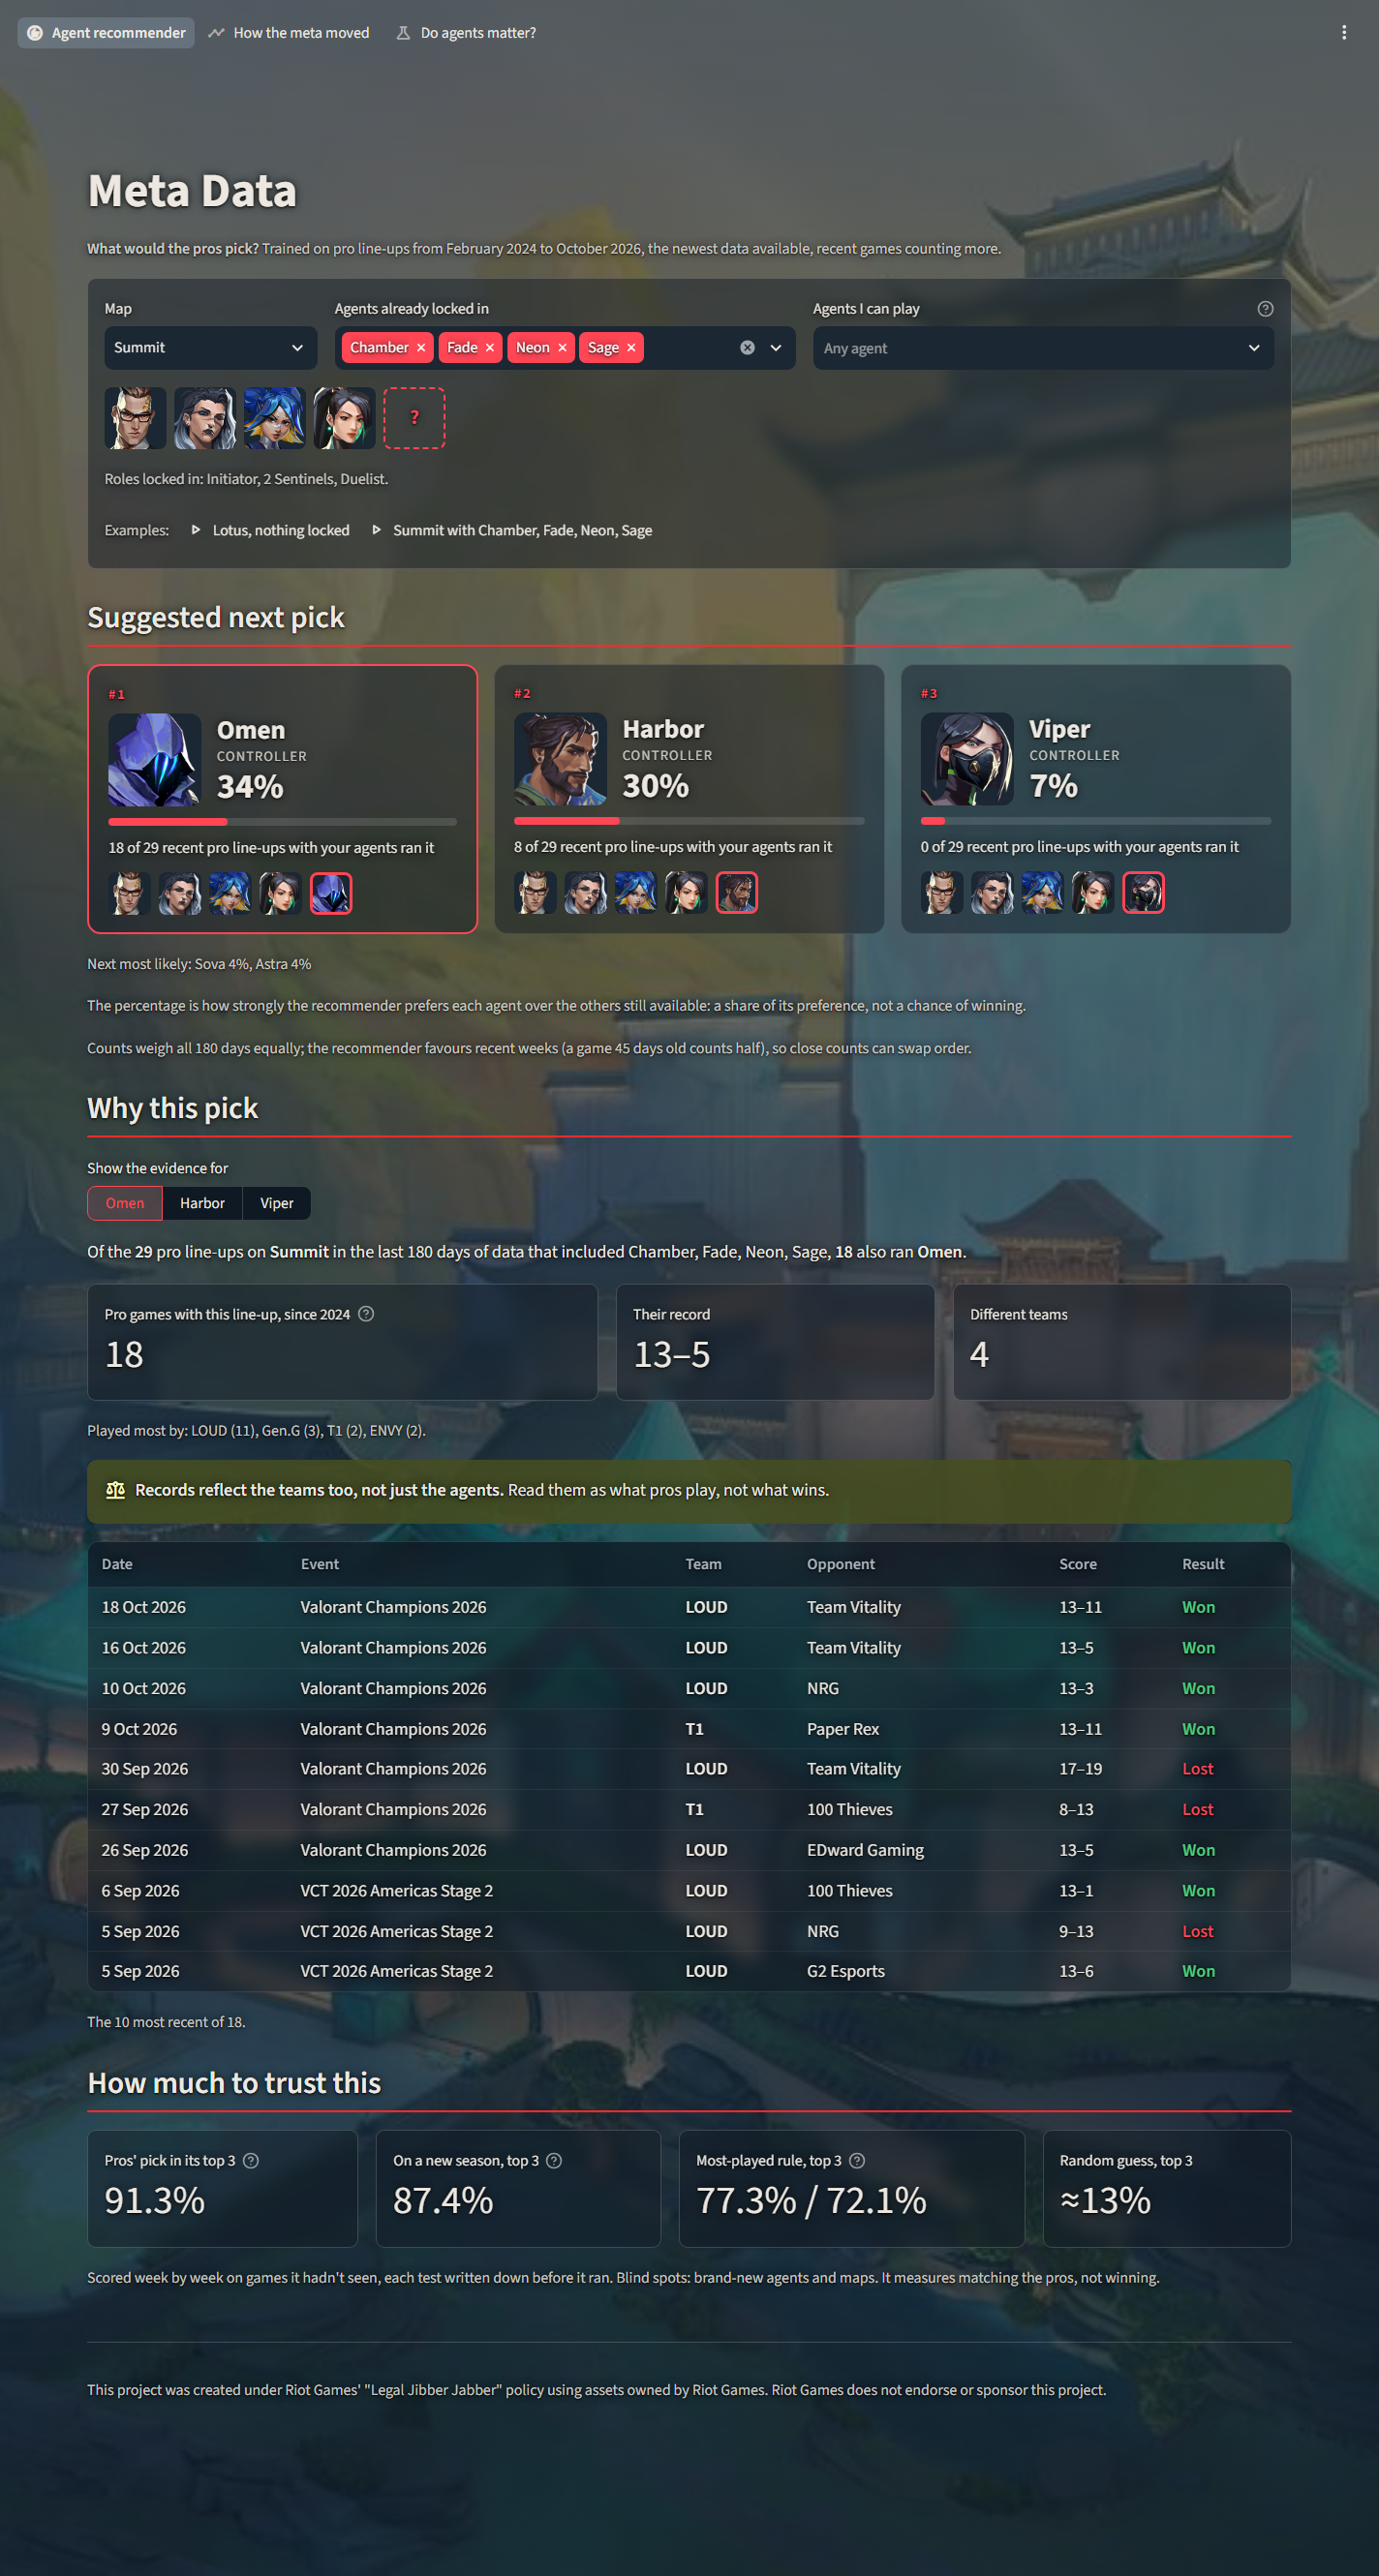 Agent recommender How the meta moved Do agents matter?
Meta Data
What would the pros pick? Trained on pro line-ups from February 2024 to October 2026, the newest data available, recent games counting more.
Map Agents already locked in Agents I can play
Summit Chamber Fade Neon Sage Any agent
?
Roles locked in: Initiator, 2 Sentinels, Duelist.
Examples: Lotus, nothing locked Summit with Chamber, Fade, Neon, Sage
Suggested next pick
#1
Omen
CONTROLLER
34%
18 of 29 recent pro line-ups with your agents ran it
#2
Harbor
CONTROLLER
30%
8 of 29 recent pro line-ups with your agents ran it
#3
Viper
CONTROLLER
7%
0 of 29 recent pro line-ups with your agents ran it
Next most likely: Sova 4%, Astra 4%
The percentage is how strongly the recommender prefers each agent over the others still available: a share of its preference, not a chance of winning.
Counts weigh all 180 days equally; the recommender favours recent weeks (a game 45 days old counts half), so close counts can swap order.
Why this pick
Show the evidence for
Omen Harbor Viper
Of the 29 pro line-ups on Summit in the last 180 days of data that included Chamber, Fade, Neon, Sage, 18 also ran Omen.
Pro games with this line-up, since 2024
18
Their record
13–5
Different teams
4
Played most by: LOUD (11), Gen.G (3), T1 (2), ENVY (2).
Records reflect the teams too, not just the agents. Read them as what pros play, not what wins.
Date Event Team Opponent Score Result
18 Oct 2026 Valorant Champions 2026 LOUD Team Vitality 13–11 Won
16 Oct 2026 Valorant Champions 2026 LOUD Team Vitality 13–5 Won
10 Oct 2026 Valorant Champions 2026 LOUD NRG 13–3 Won
9 Oct 2026 Valorant Champions 2026 T1 Paper Rex 13–11 Won
30 Sep 2026 Valorant Champions 2026 LOUD Team Vitality 17–19 Lost
27 Sep 2026 Valorant Champions 2026 T1 100 Thieves 8–13 Lost
26 Sep 2026 Valorant Champions 2026 LOUD EDward Gaming 13–5 Won
6 Sep 2026 VCT 2026 Americas Stage 2 LOUD 100 Thieves 13–1 Won
5 Sep 2026 VCT 2026 Americas Stage 2 LOUD NRG 9–13 Lost
5 Sep 2026 VCT 2026 Americas Stage 2 LOUD G2 Esports 13–6 Won
The 10 most recent of 18.
How much to trust this
Pros' pick in its top 3
91.3%
On a new season, top 3
87.4%
Most-played rule, top 3
77.3% / 72.1%
Random guess, top 3
≈13%
Scored week by week on games it hadn't seen, each test written down before it ran. Blind spots: brand-new agents and maps. It measures matching the pros, not winning.
This project was created under Riot Games' "Legal Jibber Jabber" policy using assets owned by Riot Games. Riot Games does not endorse or sponsor this project.